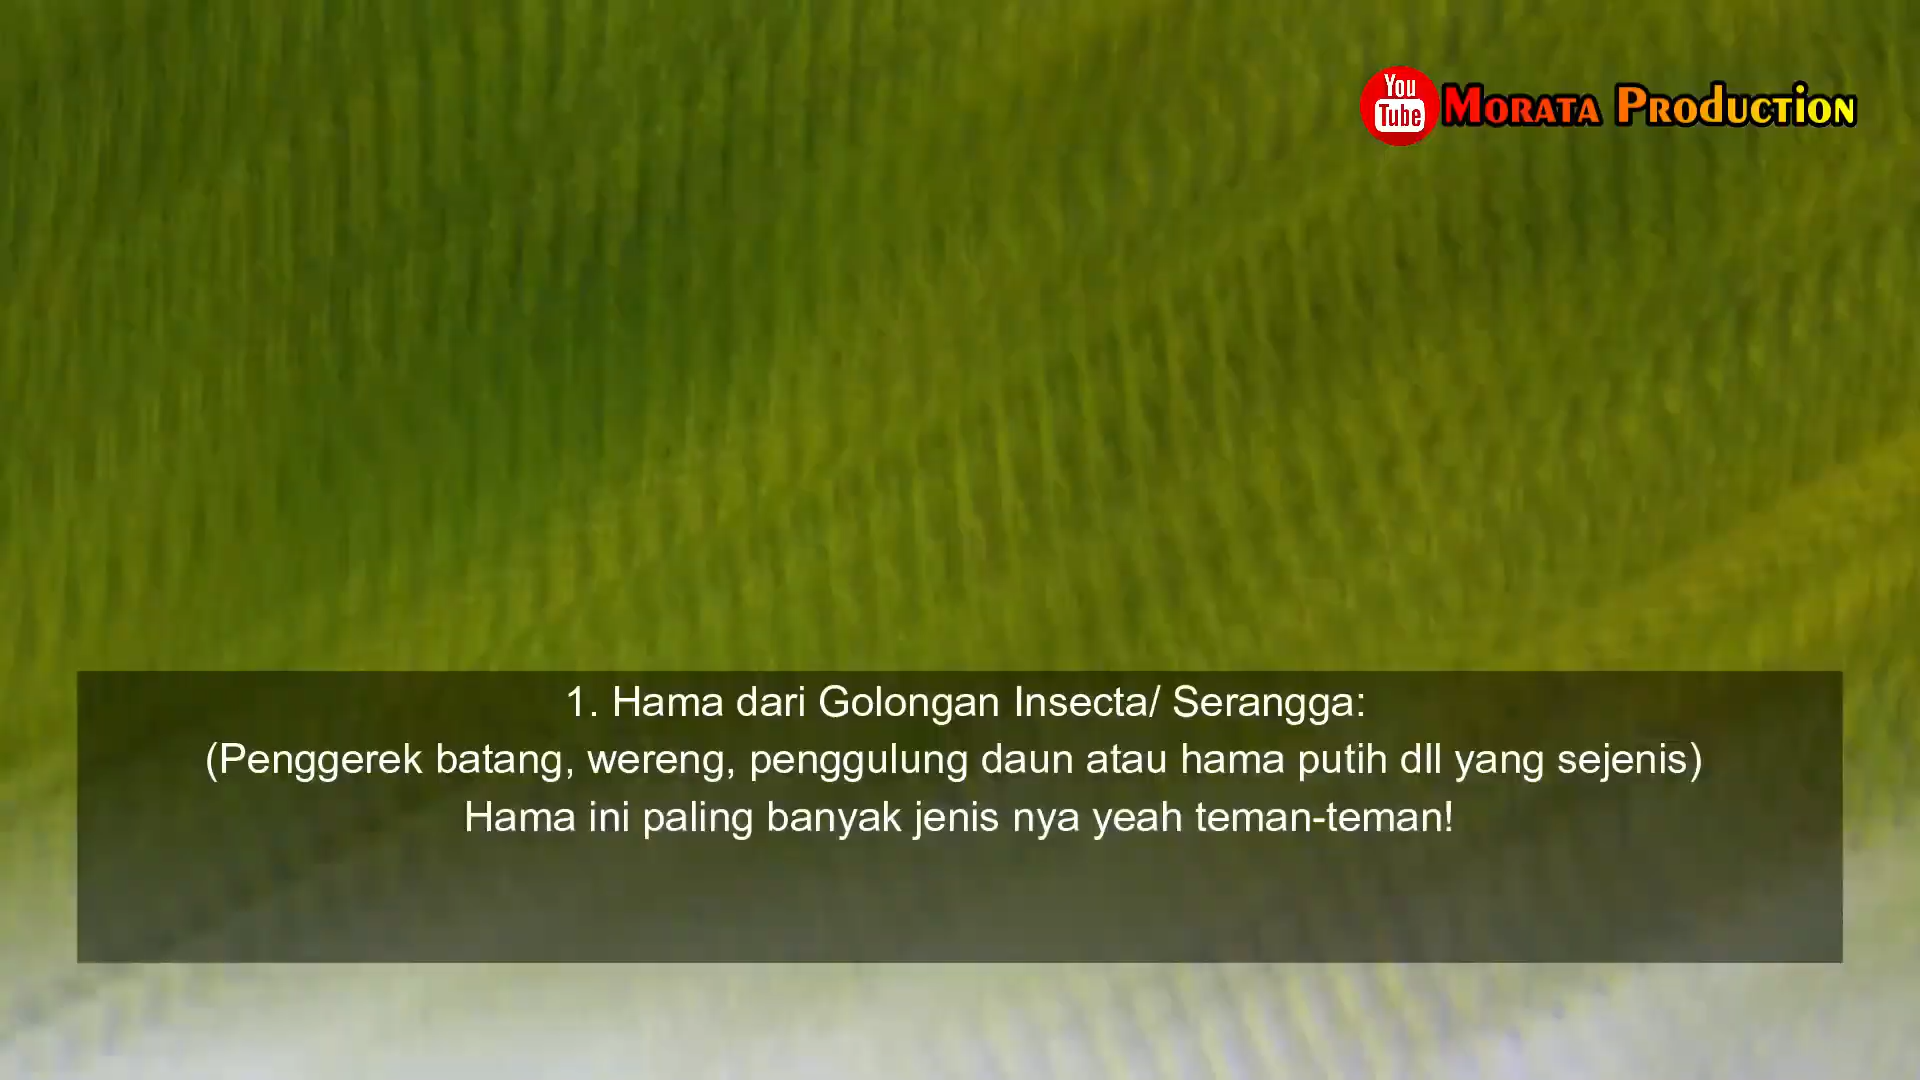 You
Tube
MORATA PRODUCTION
1. Hama dari Golongan Insecta/ Serangga:
(Penggerek batang, wereng, penggulung daun atau hama putih dll yang sejenis)
Hama ini paling banyak jenis nya yeah teman-teman!